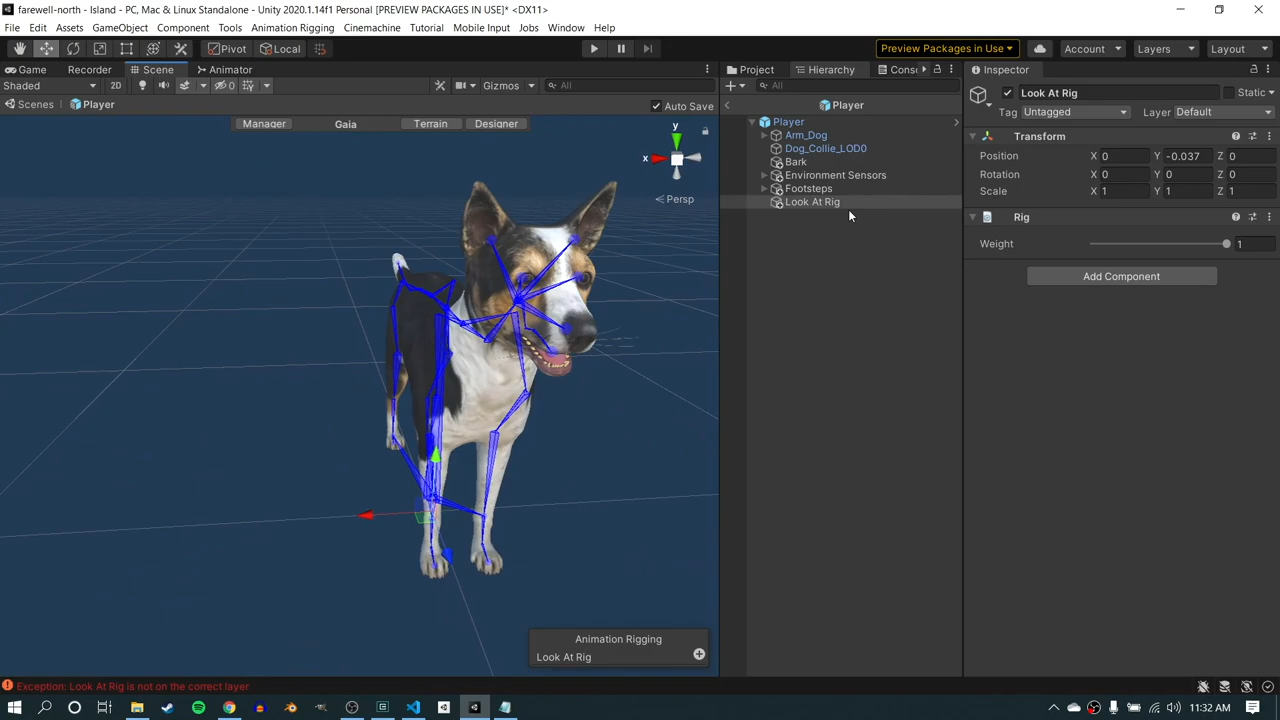 farewell-north - Island - PC, Mac & Linux Standalone - Unity 2020.1.14f1 Personal [PREVIEW PACKAGES IN USE]* <DX11>
File Edit Assets GameObject Component Tools Animation Rigging Cinemachine Tutorial Mobile Input Jobs Window Help
Pivot Local Preview Packages in Use Account Layers Layout
Game Recorder Scene Animator Project Hierarchy Cons Inspector
Shaded 2D 0 Gizmos All All Look At Rig Static
Scenes Player Auto Save Player Tag Untagged Layer Default
Manager Gaia Terrain Designer Player
y Arm_Dog Transform
x Dog_Collie_LOD0 Position X 0 Y -0.037 Z 0
Persp Bark Rotation X 0 Y 0 Z 0
Environment Sensors Scale X 1 Y 1 Z 1
Footsteps
Look At Rig Rig
Weight 1
Add Component
Animation Rigging
Look At Rig
Exception: Look At Rig is not on the correct layer
11:32 AM